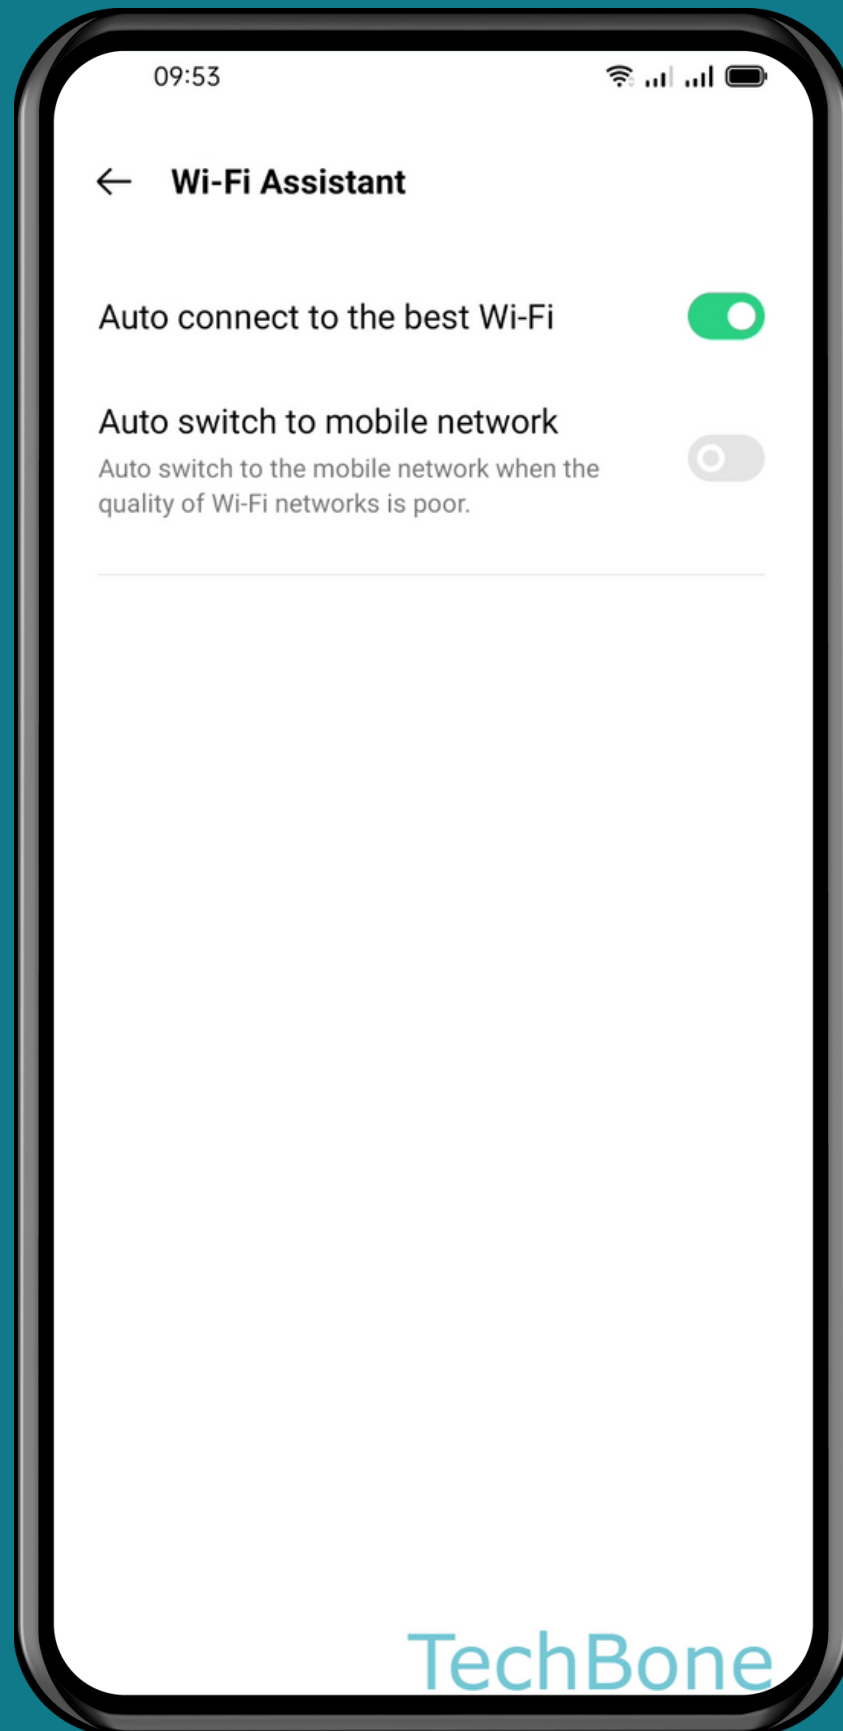 09:53
Wi-Fi Assistant
Auto connect to the best Wi-Fi
Auto switch to mobile network
Auto switch to the mobile network when the
quality of Wi-Fi networks is poor.
TechBone